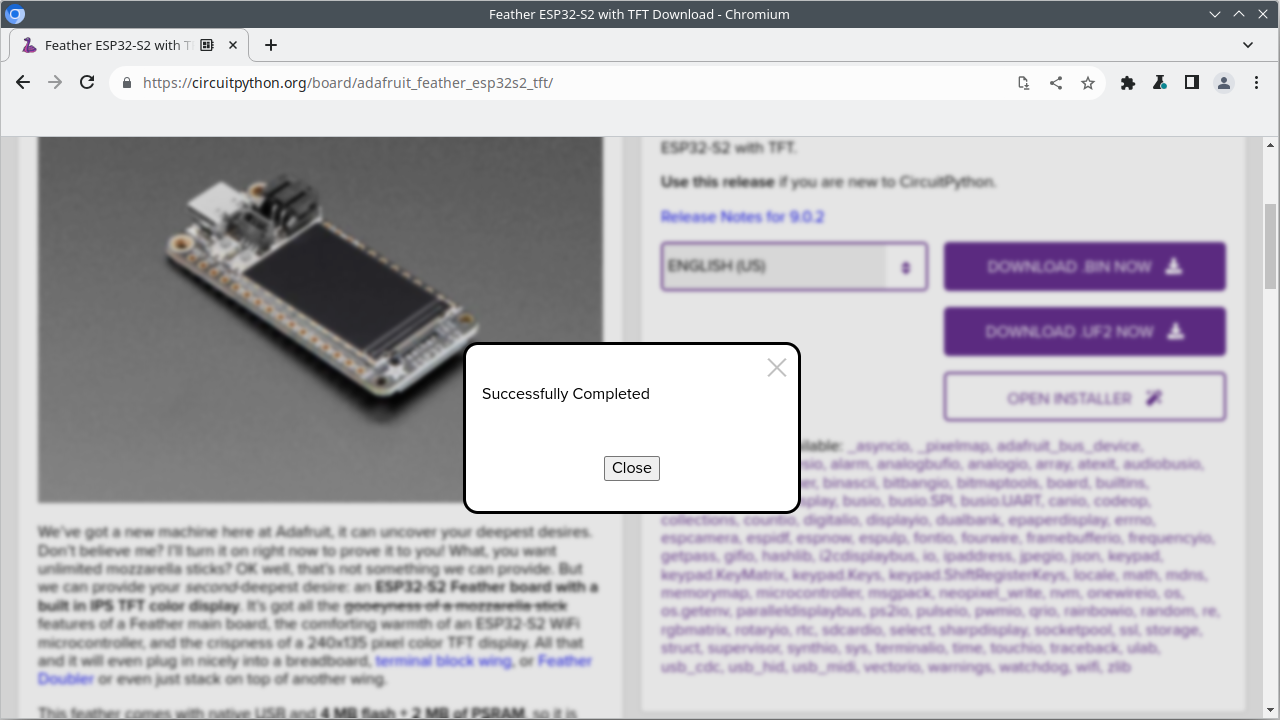 Feather ESP32-S2 with TFT Download - Chromium
Feather ESP32-S2 with T
https://circuitpython.org/board/adafruit_feather_esp32s2_tft/
ESP32-S2 with TFT.
Use this release if you are new to CircuitPython.
Release Notes for 9.0.2
ENGLISH (US)
DOWNLOAD .BIN NOW
DOWNLOAD .UF2 NOW
OPEN INSTALLER
Successfully Completed
Close
We've got a new machine here at Adafruit, it can uncover your deepest desires.
Don't believe me? I'll turn it on right now to prove it to you! What, you want
unlimited mozzarella sticks? OK well, that's not something we can provide. But
we can provide your second-deepest desire: an ESP32-S2 Feather board with a
built in IPS TFT color display. It's got all the gooeyness of a mozzarella stick
features of a Feather main board, the comforting warmth of an ESP32-S2 WiFi
microcontroller, and the crispness of a 240x135 pixel color TFT display. All that
and it will even plug in nicely into a breadboard, terminal block wing, or Feather
Doubler or even just stack on top of another wing.
This feather comes with native USB and 4 MB flash + 2 MB of PSRAM, so it is
_asyncio, _pixelmap, adafruit_bus_device,
alarm, analogbufio, analogio, array, atexit, audiobusio,
binascii, bitbangio, bitmaptools, board, builtins,
busio, busio.SPI, busio.UART, canio, codeop,
collections, countio, digitalio, displayio, dualbank, epaperdisplay, errno,
espcamera, espidf, espnow, espulp, fontio, fourwire, framebufferio, frequencyio,
getpass, gifio, hashlib, i2cdisplaybus, io, ipaddress, jpegio, json, keypad,
keypad.KeyMatrix, keypad.Keys, keypad.ShiftRegisterKeys, locale, math, mdns,
memorymap, microcontroller, msgpack, neopixel_write, nvm, onewireio, os,
os.getenv, paralleldisplaybus, ps2io, pulseio, pwmio, qrio, rainbowio, random, re,
rgbmatrix, rotaryio, rtc, sdcardio, select, sharpdisplay, socketpool, ssl, storage,
struct, supervisor, synthio, sys, terminalio, time, touchio, traceback, ulab,
usb_cdc, usb_hid, usb_midi, vectorio, warnings, watchdog, wifi, zlib